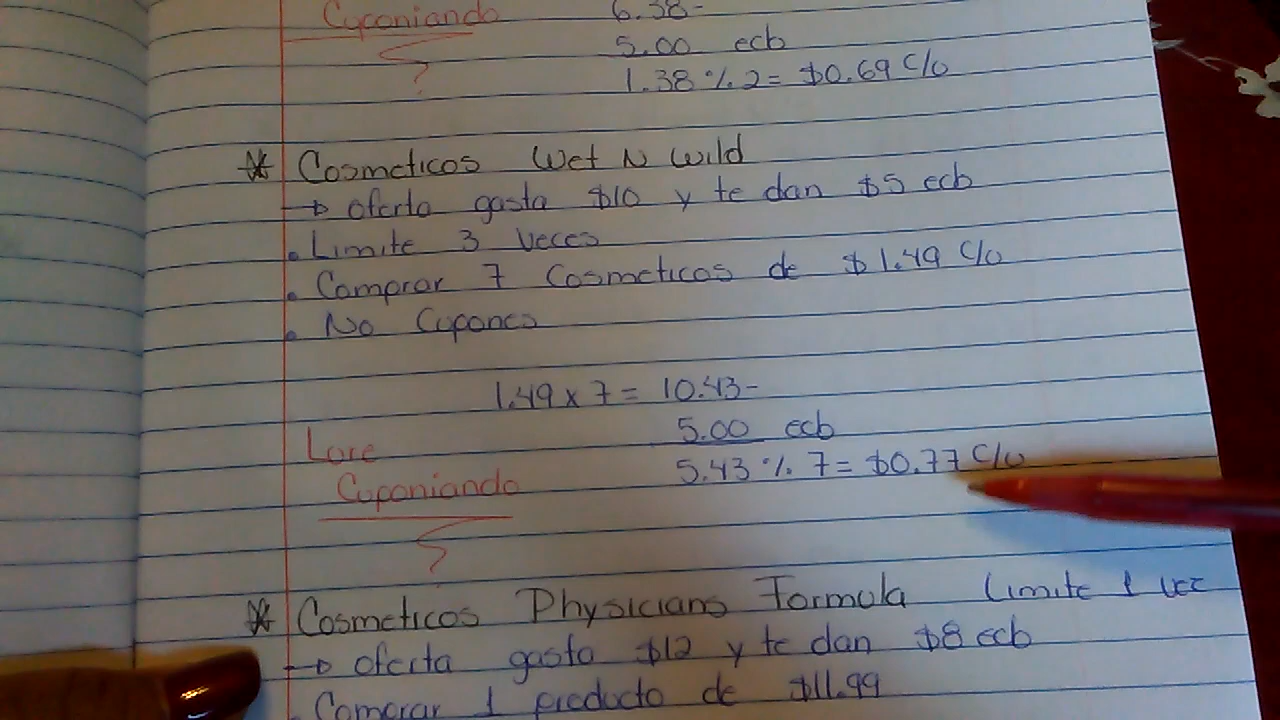 Cuponiando 6.38-
5.00 ecb
1.38 % 2 = $0.69 c/u
* Cosmeticos Wet N Wild
→ oferta gasta $10 y te dan $5 ecb
• Limite 3 veces
• Comprar 7 Cosmeticos de $1.49 c/u
• No Cupones
1.49 x 7 = 10.43-
Lore 5.00 ecb
Cuponiando 5.43 % 7 = $0.77 c/u
* Cosmeticos Physicians Formula Limite 1 vez
→ oferta gasta $12 y te dan $8 ecb
• Comprar 1 producto de $11.99